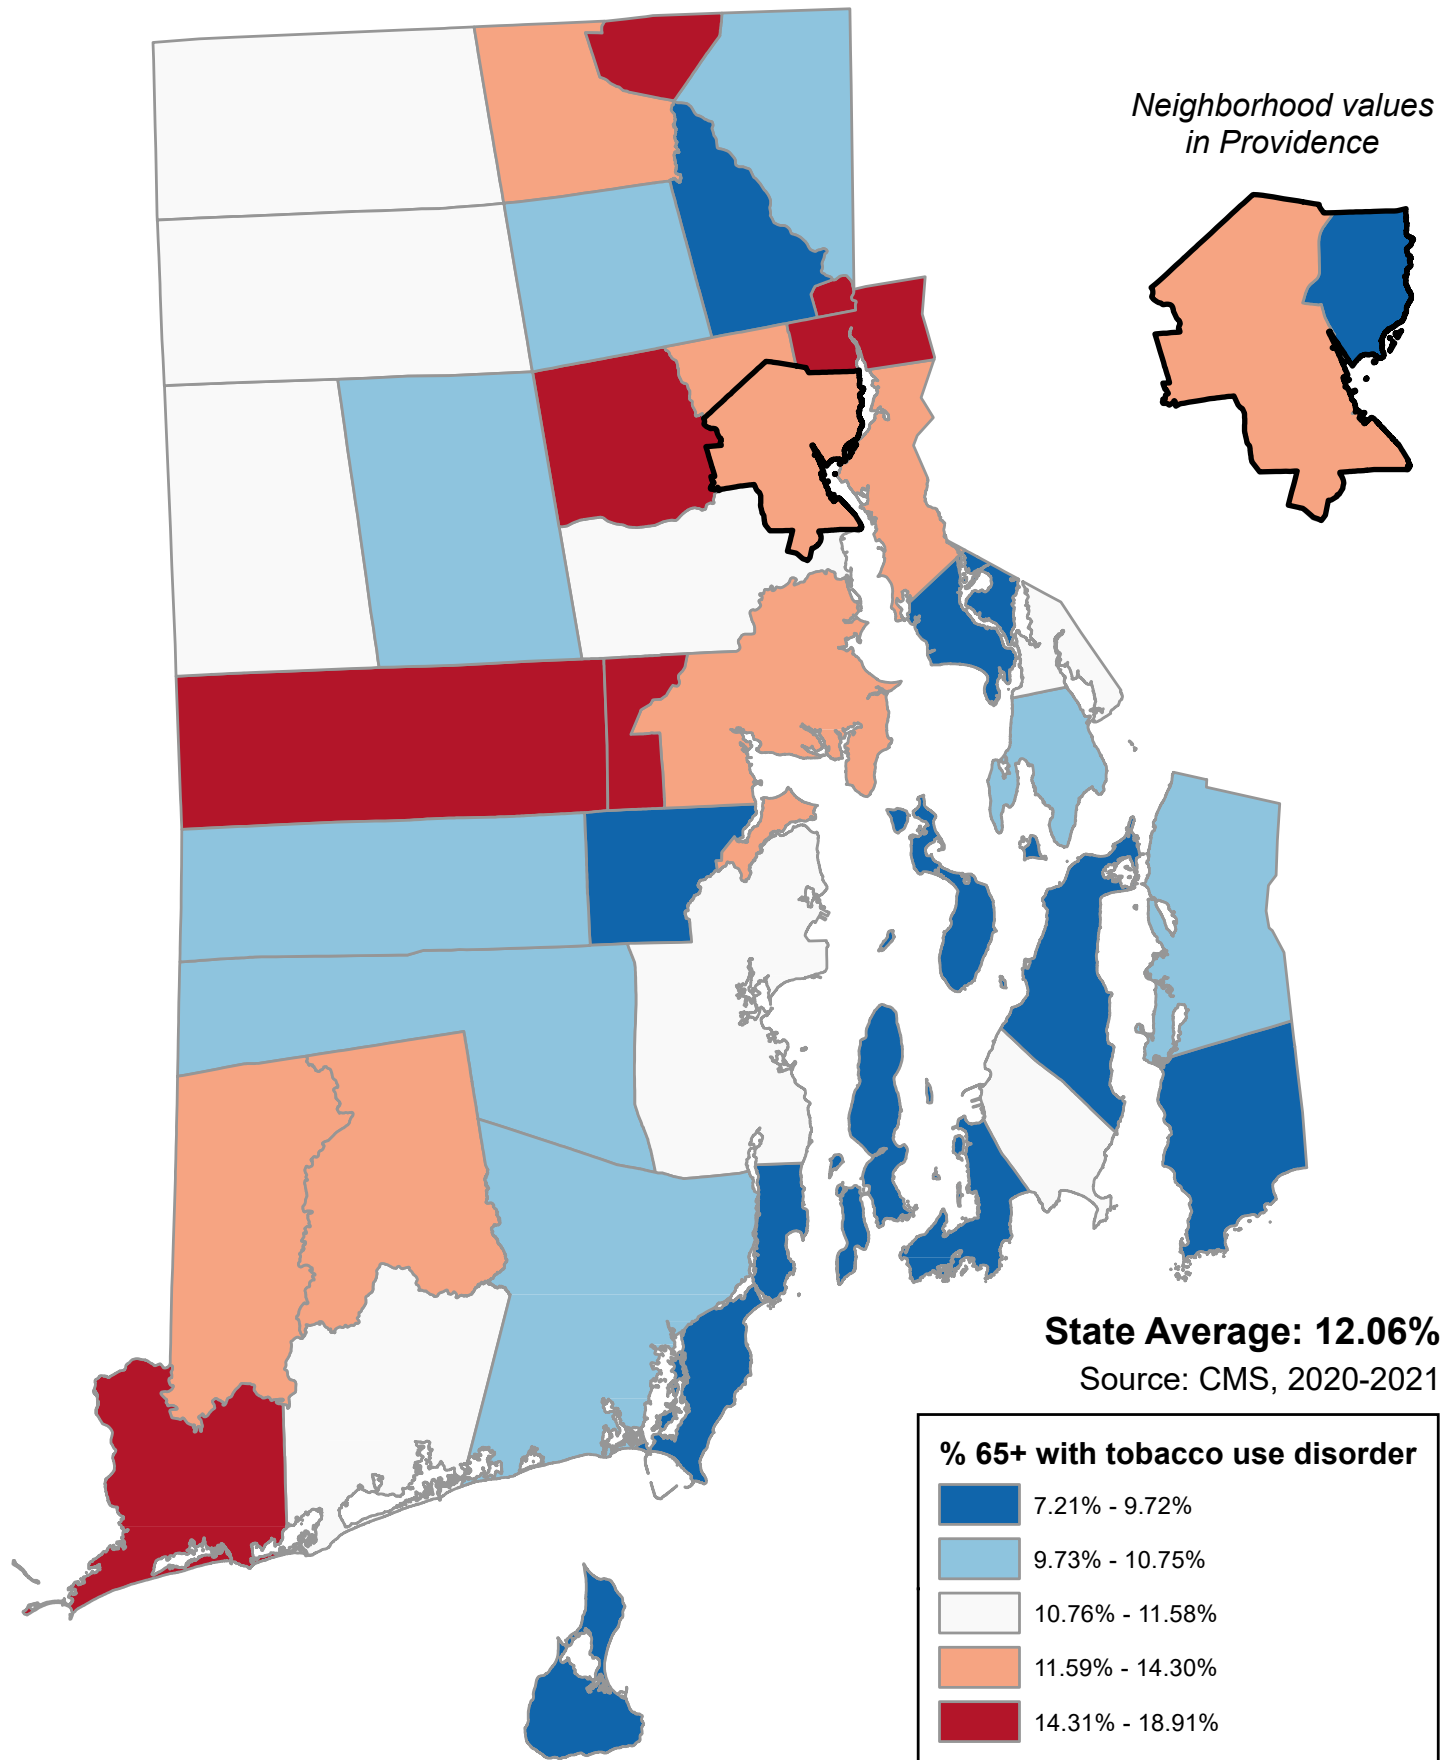 Neighborhood values
in Providence
State Average: 12.06%
Source: CMS, 2020-2021
% 65+ with tobacco use disorder
7.21% - 9.72%
9.73% - 10.75%
10.76% - 11.58%
11.59% - 14.30%
14.31% - 18.91%